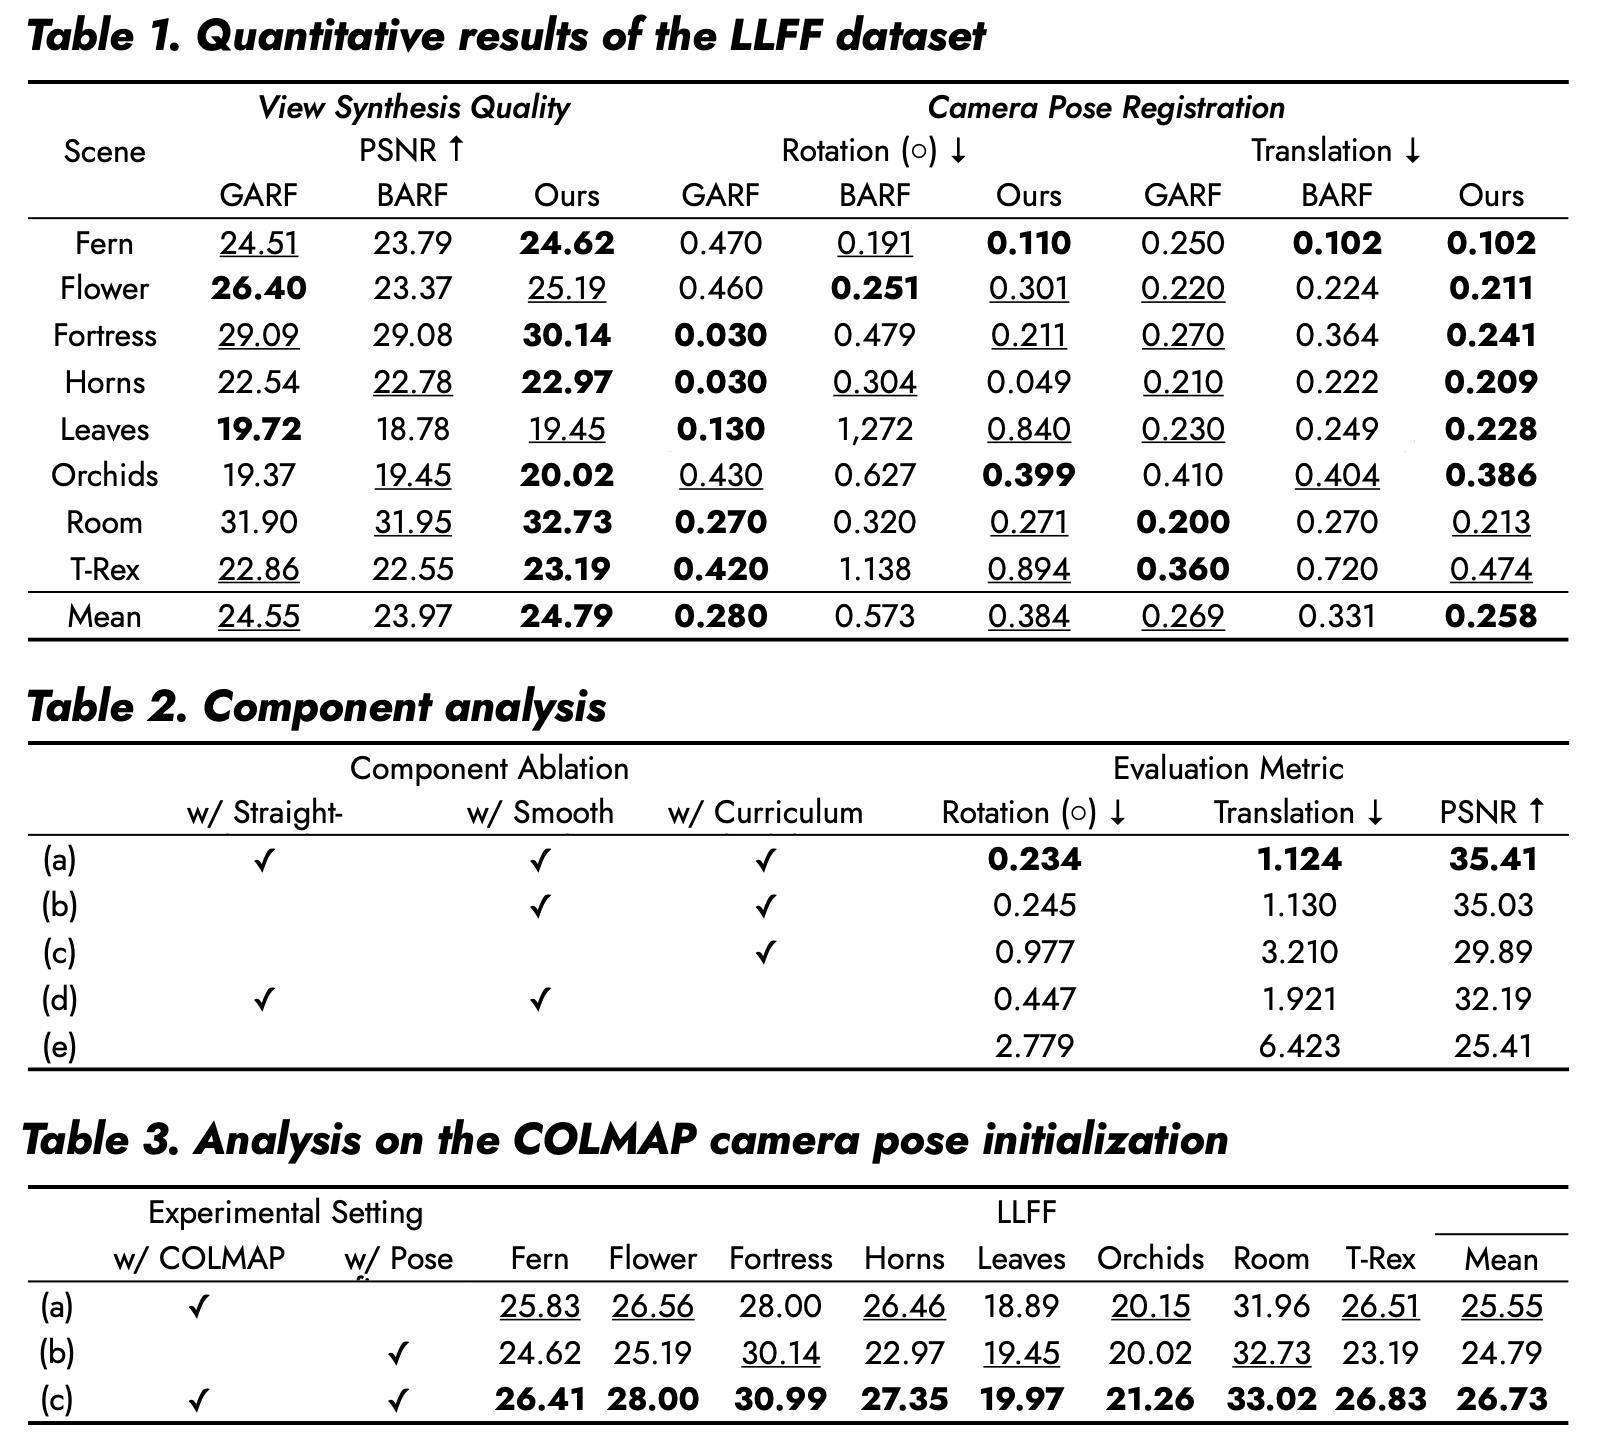 Table 1. Quantitative results of the LLFF dataset
View Synthesis Quality Camera Pose Registration
Scene PSNR ↑ Rotation (○) ↓ Translation ↓
GARF BARF Ours GARF BARF Ours GARF BARF Ours
Fern 24.51 23.79 24.62 0.470 0.191 0.110 0.250 0.102 0.102
Flower 26.40 23.37 25.19 0.460 0.251 0.301 0.220 0.224 0.211
Fortress 29.09 29.08 30.14 0.030 0.479 0.211 0.270 0.364 0.241
Horns 22.54 22.78 22.97 0.030 0.304 0.049 0.210 0.222 0.209
Leaves 19.72 18.78 19.45 0.130 1,272 0.840 0.230 0.249 0.228
Orchids 19.37 19.45 20.02 0.430 0.627 0.399 0.410 0.404 0.386
Room 31.90 31.95 32.73 0.270 0.320 0.271 0.200 0.270 0.213
T-Rex 22.86 22.55 23.19 0.420 1.138 0.894 0.360 0.720 0.474
Mean 24.55 23.97 24.79 0.280 0.573 0.384 0.269 0.331 0.258
Table 2. Component analysis
Component Ablation Evaluation Metric
w/ Straight- w/ Smooth w/ Curriculum Rotation (○) ↓ Translation ↓ PSNR ↑
(a) ✓ ✓ ✓ 0.234 1.124 35.41
(b) ✓ ✓ 0.245 1.130 35.03
(c) ✓ 0.977 3.210 29.89
(d) ✓ ✓ 0.447 1.921 32.19
(e) 2.779 6.423 25.41
Table 3. Analysis on the COLMAP camera pose initialization
Experimental Setting LLFF
w/ COLMAP w/ Pose Fern Flower Fortress Horns Leaves Orchids Room T-Rex Mean
(a) ✓ 25.83 26.56 28.00 26.46 18.89 20.15 31.96 26.51 25.55
(b) ✓ 24.62 25.19 30.14 22.97 19.45 20.02 32.73 23.19 24.79
(c) ✓ ✓ 26.41 28.00 30.99 27.35 19.97 21.26 33.02 26.83 26.73